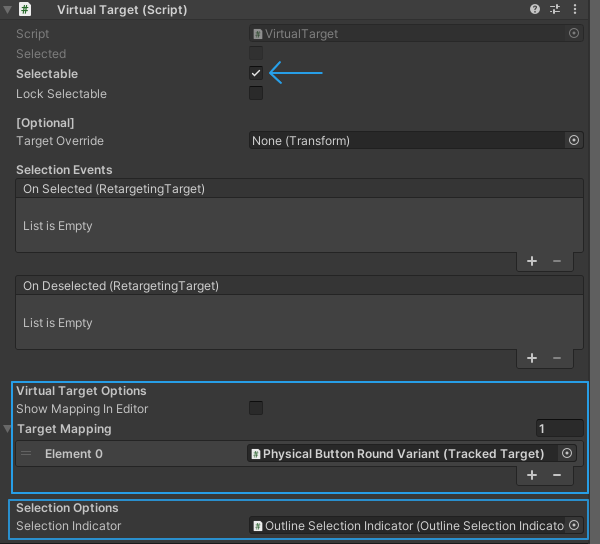 Virtual Target (Script)
Script
VirtualTarget
Selected
Selectable
Lock Selectable
[Optional]
Target Override
None (Transform)
Selection Events
On Selected (RetargetingTarget)
List is Empty
+ −
On Deselected (RetargetingTarget)
List is Empty
+ −
Virtual Target Options
Show Mapping In Editor
Target Mapping
1
Element 0
Physical Button Round Variant (Tracked Target)
+ −
Selection Options
Selection Indicator
Outline Selection Indicator (Outline Selection Indicato